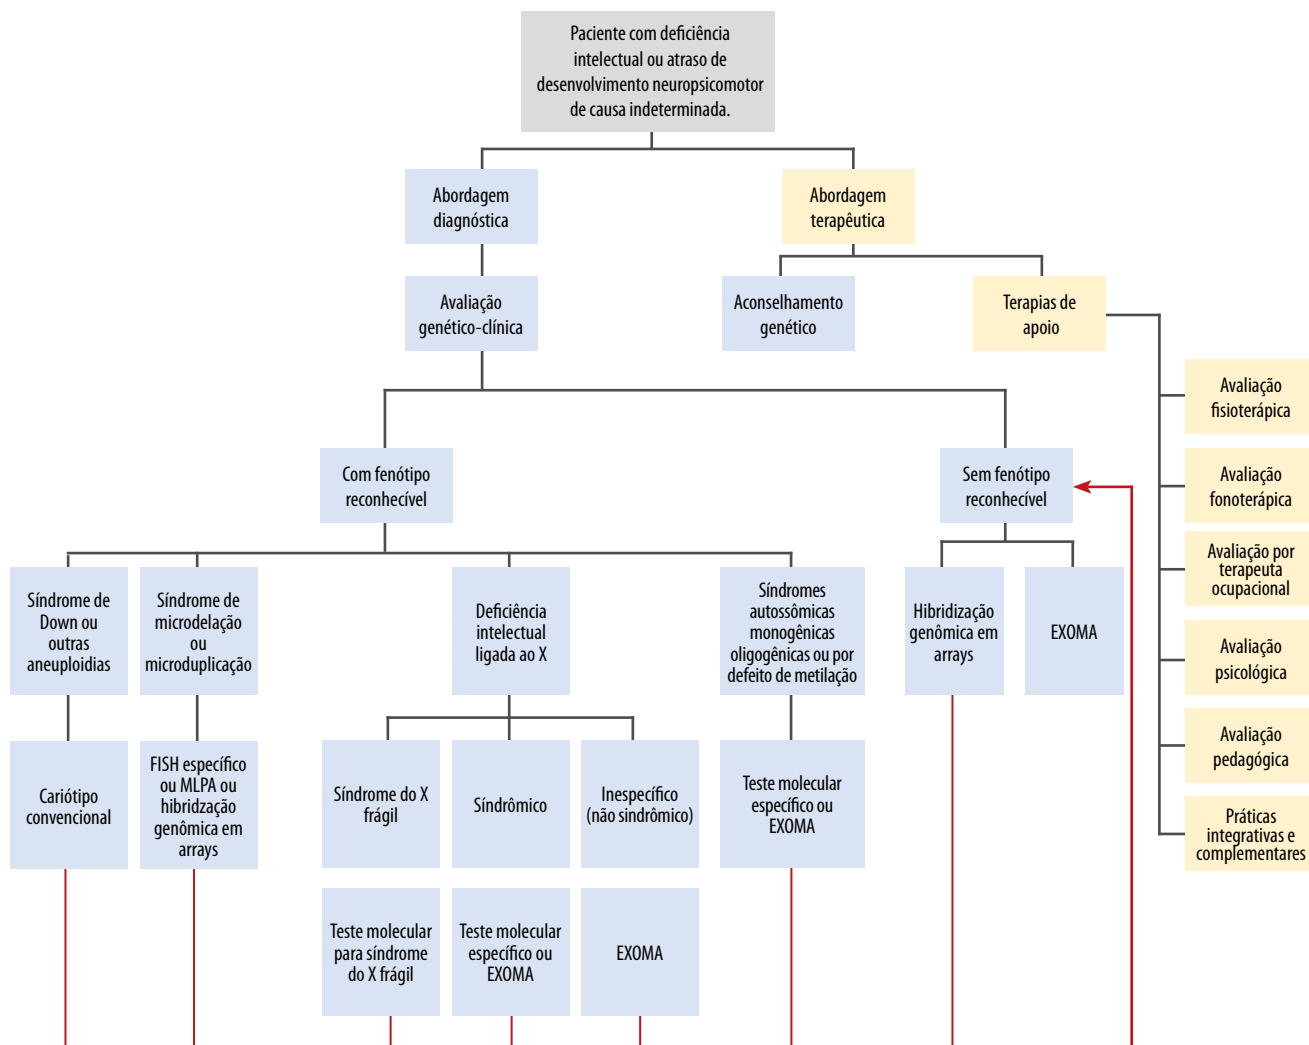 Paciente com deficiência
intelectual ou atraso de
desenvolvimento neuropsicomotor
de causa indeterminada.
Abordagem
diagnóstica
Abordagem
terapêutica
Avaliação
genético-clínica
Aconselhamento
genético
Terapias de
apoio
Avaliação
fisioterápica
Avaliação
fonoterápica
Avaliação por
terapeuta
ocupacional
Avaliação
psicológica
Avaliação
pedagógica
Práticas
integrativas e
complementares
Com fenótipo
reconhecível
Sem fenótipo
reconhecível
Síndrome de
Down ou
outras
aneuploidias
Síndrome de
microdelação
ou
microduplicação
Deficiência
intelectual
ligada ao X
Síndromes
autossômicas
monogênicas
oligogênicas ou por
defeito de metilação
Hibridização
genômica em
arrays
EXOMA
Cariótipo
convencional
FISH específico
ou MLPA ou
hibridzação
genômica em
arrays
Síndrome do X
frágil
Síndrômico
Inespecífico
(não sindrômico)
Teste molecular
específico ou
EXOMA
Teste molecular
para síndrome
do X frágil
Teste molecular
específico ou
EXOMA
EXOMA